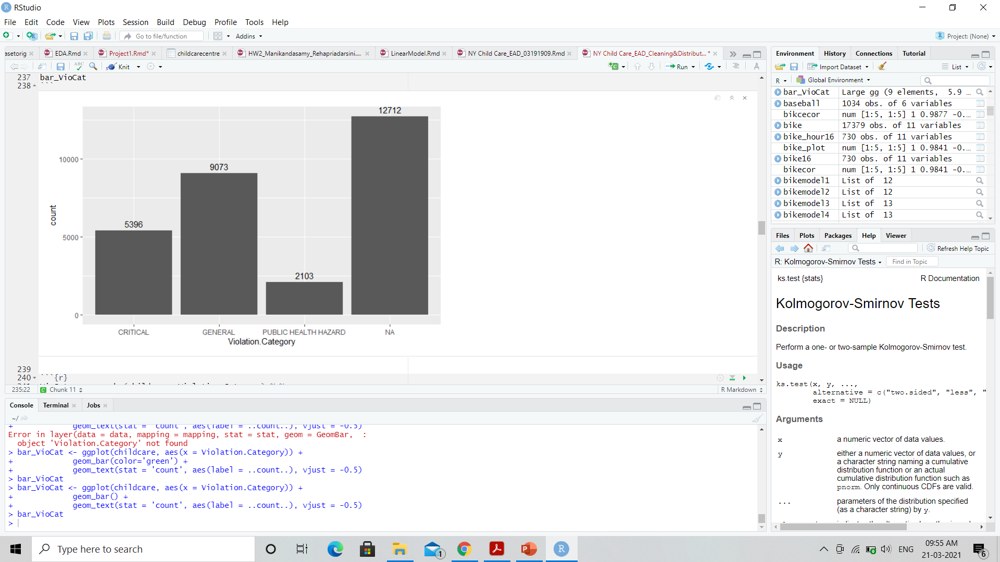 RStudio
File Edit Code View Plots Session Build Debug Profile Tools Help
Go to file/function Addins Project: (None)
asetorig EDA.Rmd Project1.Rmd* childcarecentre HW2_Manikandasamy_Rehapriadarsini.... LinearModel.Rmd NY Child Care_EAD_03191909.Rmd NY Child Care_EAD_Cleaning&Distribut...*
ABC Knit Run
237 bar_VioCat
238 ```
12712
10000
9073
count
5396
5000
2103
0
CRITICAL GENERAL PUBLIC HEALTH HAZARD NA
Violation.Category
239
240 ```{r}
235:22 Chunk 11 R Markdown
Console Terminal Jobs
~/
+ geom_text(stat = 'count', aes(label = ..count..), vjust = -0.5)
Error in layer(data = data, mapping = mapping, stat = stat, geom = GeomBar, :
object 'Violation.Category' not found
> bar_VioCat <- ggplot(childcare, aes(x = Violation.Category)) +
+ geom_bar(color='green') +
+ geom_text(stat = 'count', aes(label = ..count..), vjust = -0.5)
> bar_VioCat
> bar_VioCat <- ggplot(childcare, aes(x = Violation.Category)) +
+ geom_bar() +
+ geom_text(stat = 'count', aes(label = ..count..), vjust = -0.5)
> bar_VioCat
>
Environment History Connections Tutorial
Import Dataset List
R Global Environment
bar_VioCat Large gg (9 elements, 5.9 …
baseball 1034 obs. of 6 variables
bikcecor num [1:5, 1:5] 1 0.9877 -0.…
bike 17379 obs. of 11 variables
bike_hour16 730 obs. of 11 variables
bike_plot num [1:5, 1:5] 1 0.9841 -0.…
bike16 730 obs. of 11 variables
bikecor num [1:5, 1:5] 1 0.9841 -0.…
bikemodel1 List of 12
bikemodel2 List of 12
bikemodel3 List of 13
bikemodel4 List of 13
Files Plots Packages Help Viewer
Refresh Help Topic
R: Kolmogorov-Smirnov Tests Find in Topic
ks.test {stats} R Documentation
Kolmogorov-Smirnov Tests
Description
Perform a one- or two-sample Kolmogorov-Smirnov test.
Usage
ks.test(x, y, ...,
alternative = c("two.sided", "less", "
exact = NULL)
Arguments
x a numeric vector of data values.
y either a numeric vector of data values, or
a character string naming a cumulative
distribution function or an actual
cumulative distribution function such as
pnorm. Only continuous CDFs are valid.
... parameters of the distribution specified
(as a character string) by y.
Type here to search 1 ENG 09:55 AM
21-03-2021 6